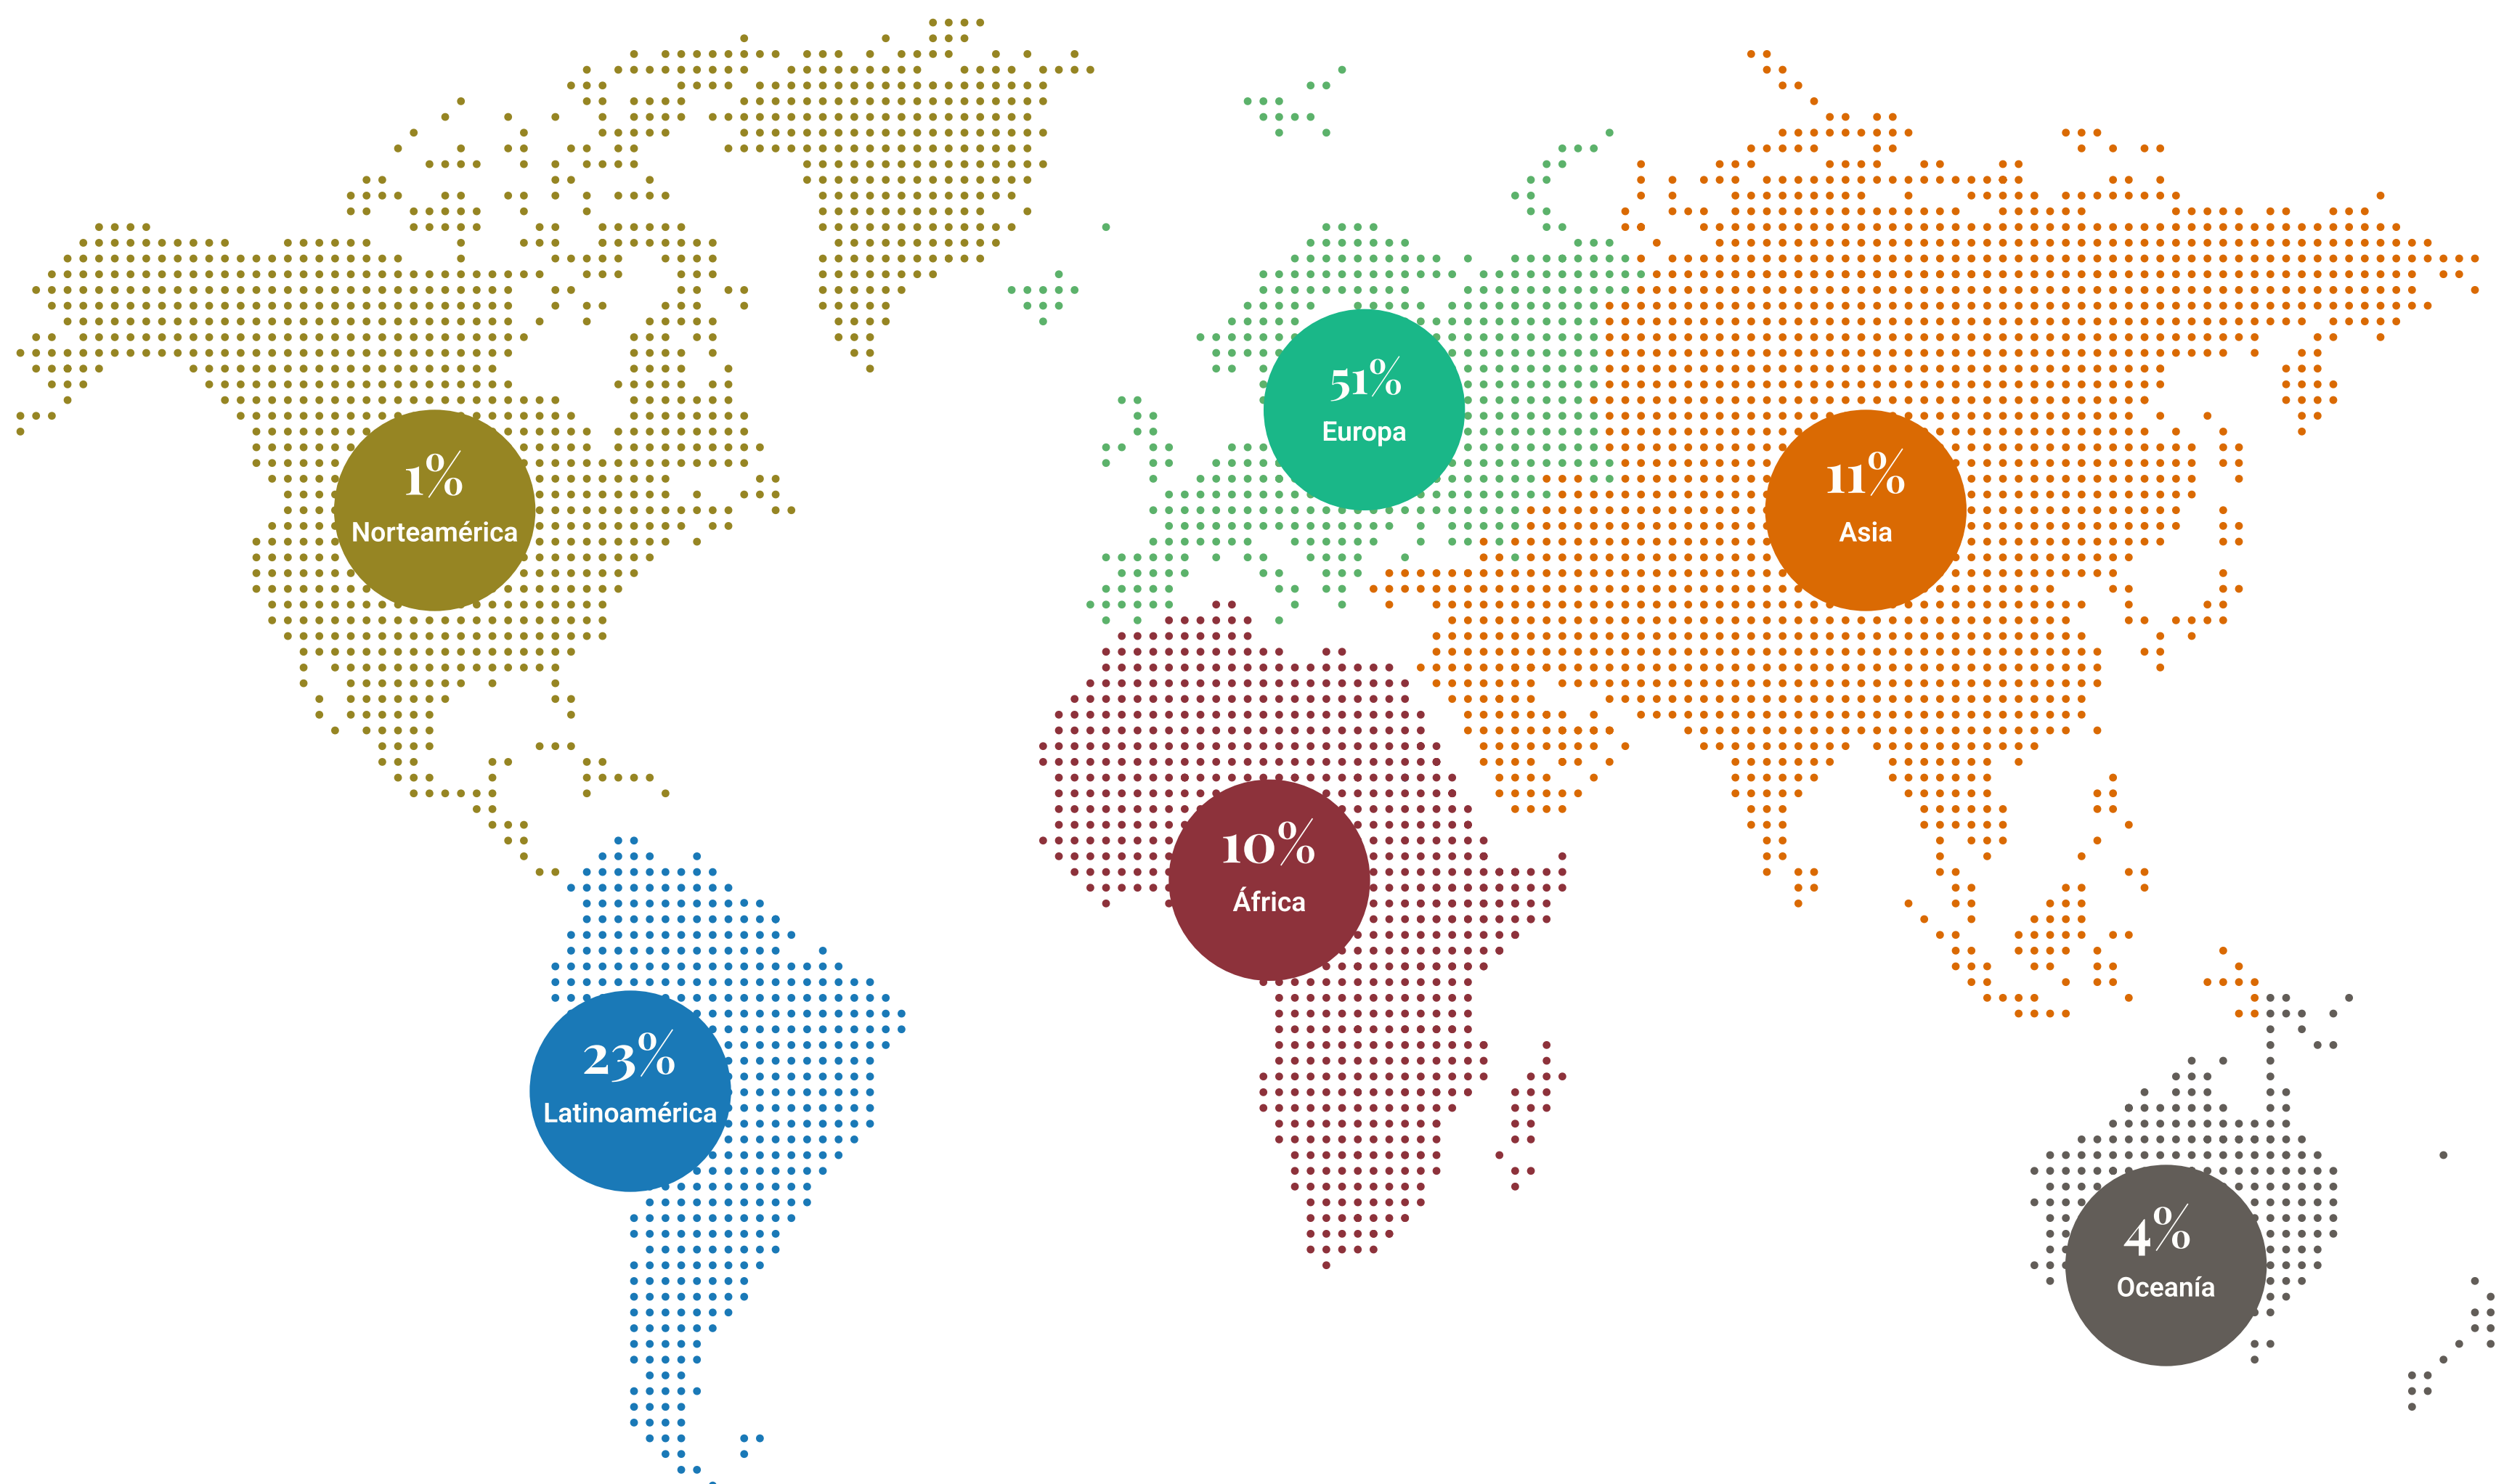 51%
Europa
1%
Norteamérica
11%
Asia
10%
África
23%
Latinoamérica
4%
Oceanía